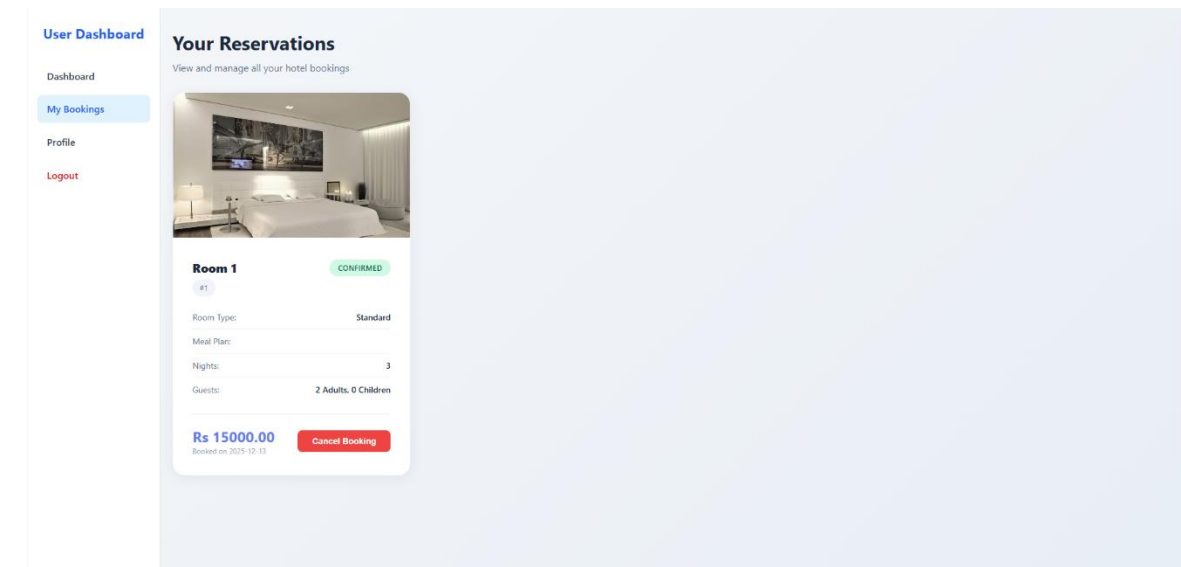 User Dashboard
Dashboard
My Bookings
Profile
Logout
Your Reservations
View and manage all your hotel bookings
Room 1
CONFIRMED
#1
Room Type: Standard
Meal Plan:
Nights: 3
Guests: 2 Adults, 0 Children
Rs 15000.00
Booked on 2025-12-13
Cancel Booking